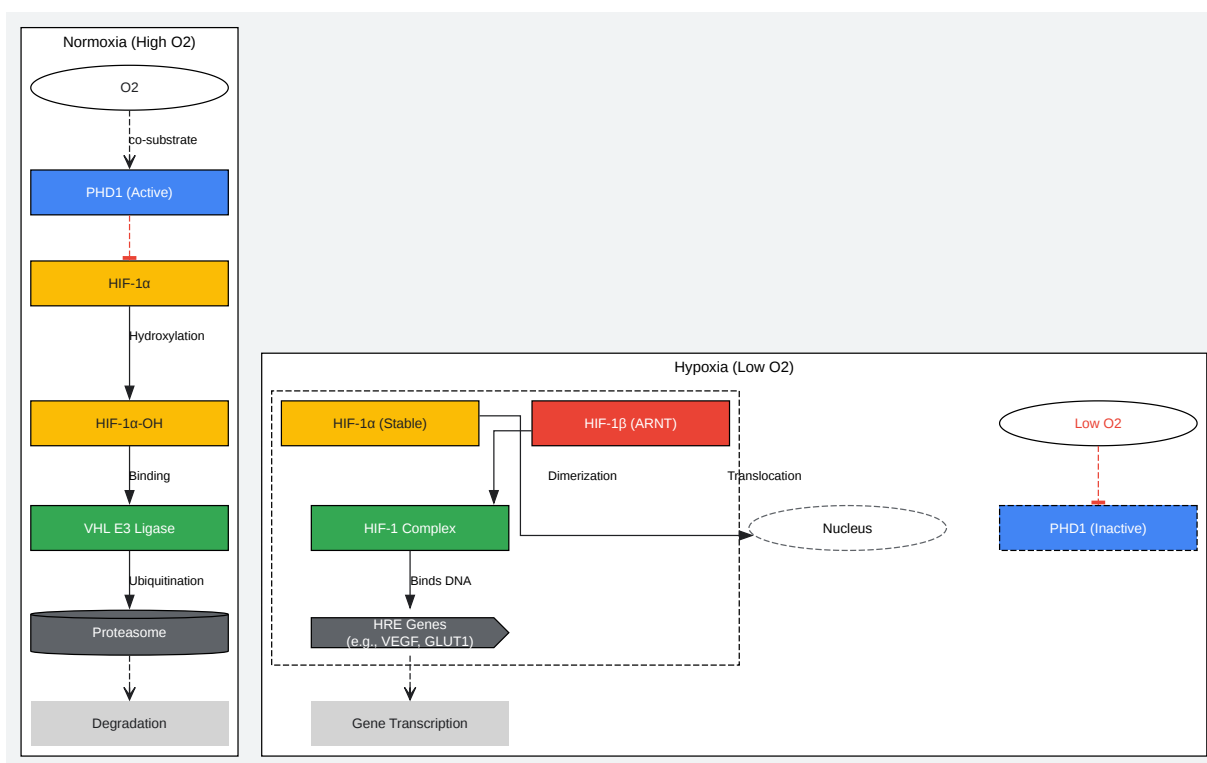 Normoxia (High O2)
O2
co-substrate
PHD1 (Active)
HIF-1α
Hydroxylation
HIF-1α-OH
Binding
VHL E3 Ligase
Ubiquitination
Proteasome
Degradation
Hypoxia (Low O2)
HIF-1α (Stable)
HIF-1β (ARNT)
Low O2
Dimerization
Translocation
HIF-1 Complex
Nucleus
PHD1 (Inactive)
Binds DNA
HRE Genes
(e.g., VEGF, GLUT1)
Gene Transcription